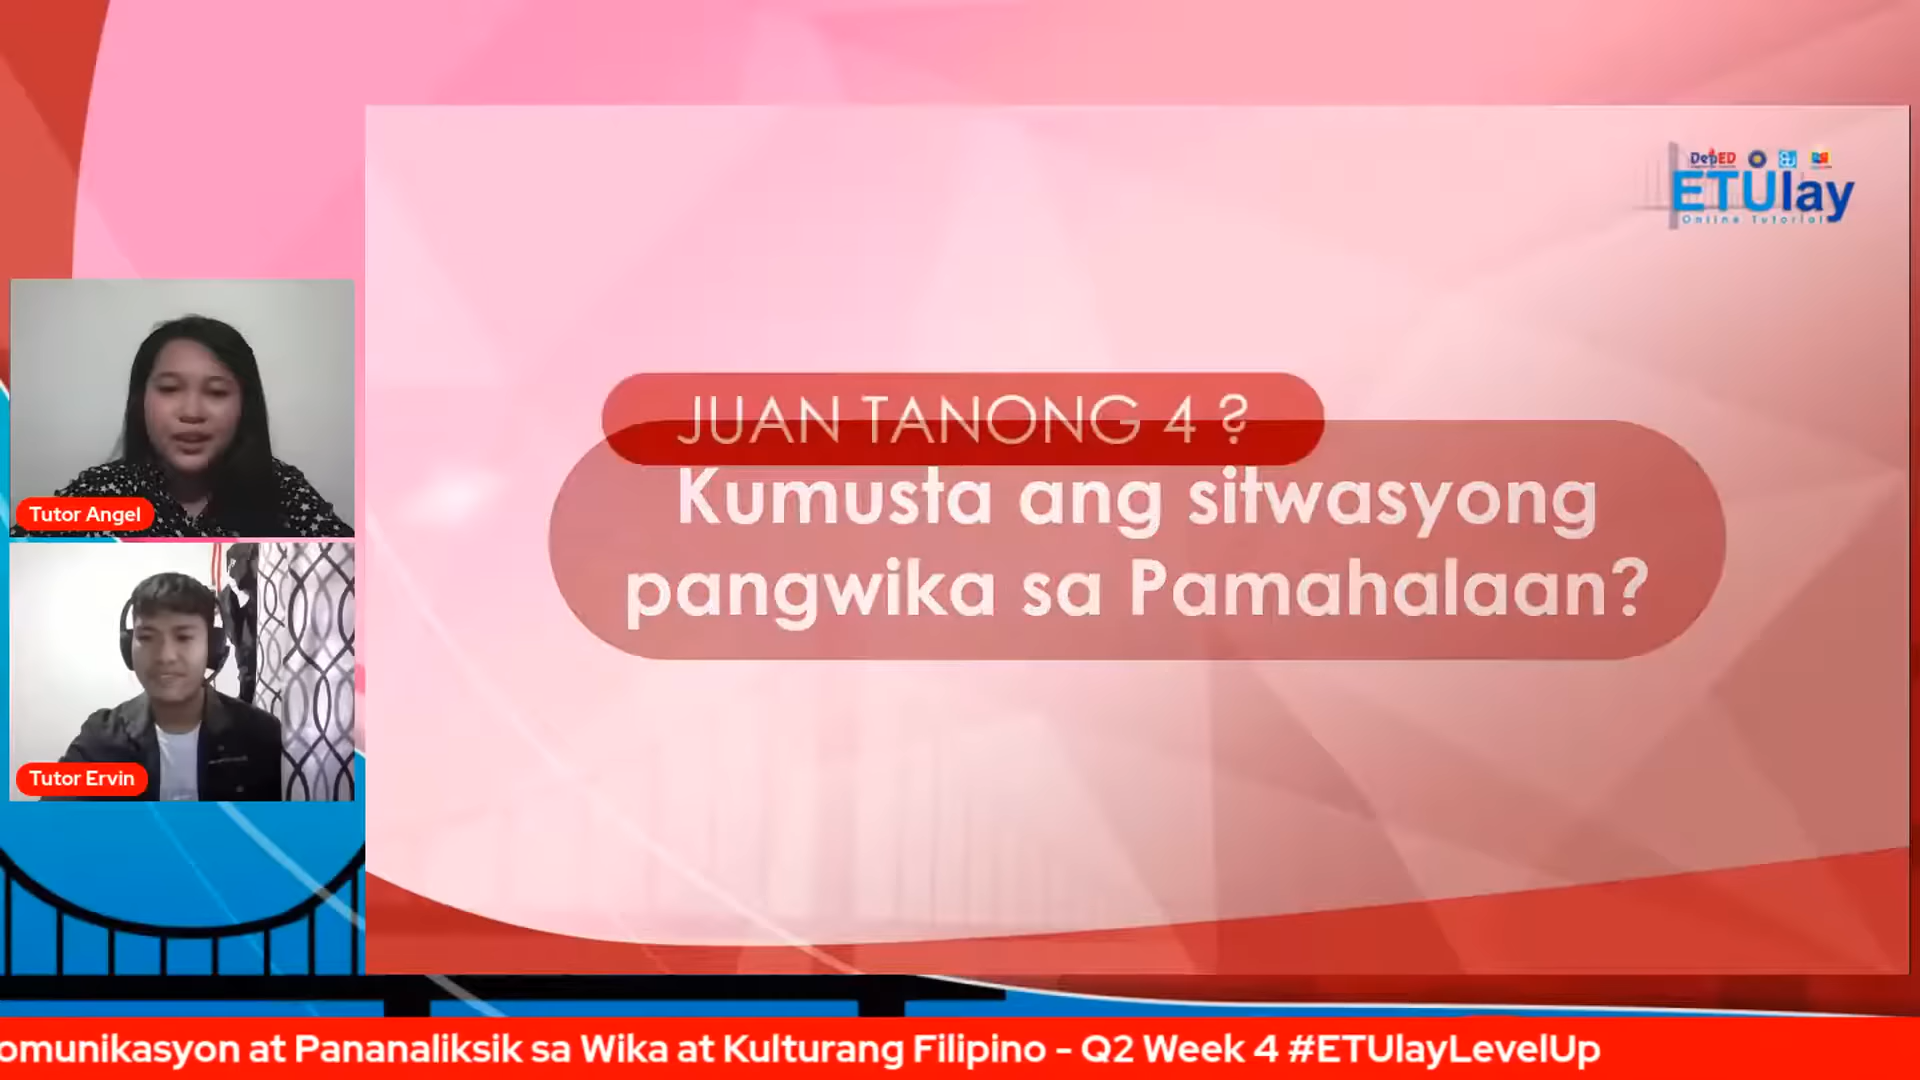 DepED
ETUlay
Online Tutorial
JUAN TANONG 4 ?
Kumusta ang sitwasyong
pangwika sa Pamahalaan?
Tutor Angel
Tutor Ervin
omunikasyon at Pananaliksik sa Wika at Kulturang Filipino - Q2 Week 4 #ETUlayLevelUp